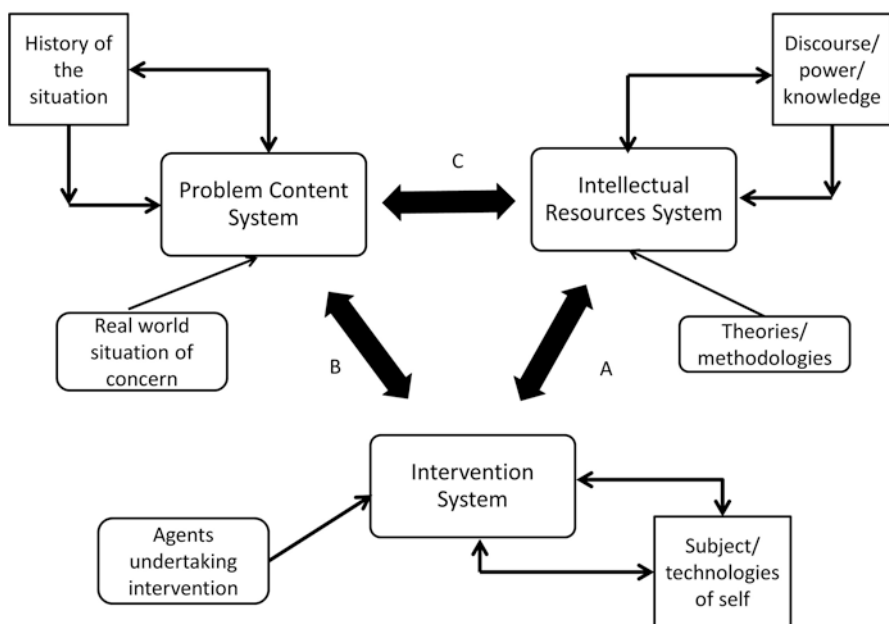 History of
the
situation
Discourse/
power/
knowledge
C
Problem Content
System
Intellectual
Resources System
Real world
situation of
concern
Theories/
methodologies
B
A
Intervention
System
Agents
undertaking
intervention
Subject/
technologies
of self